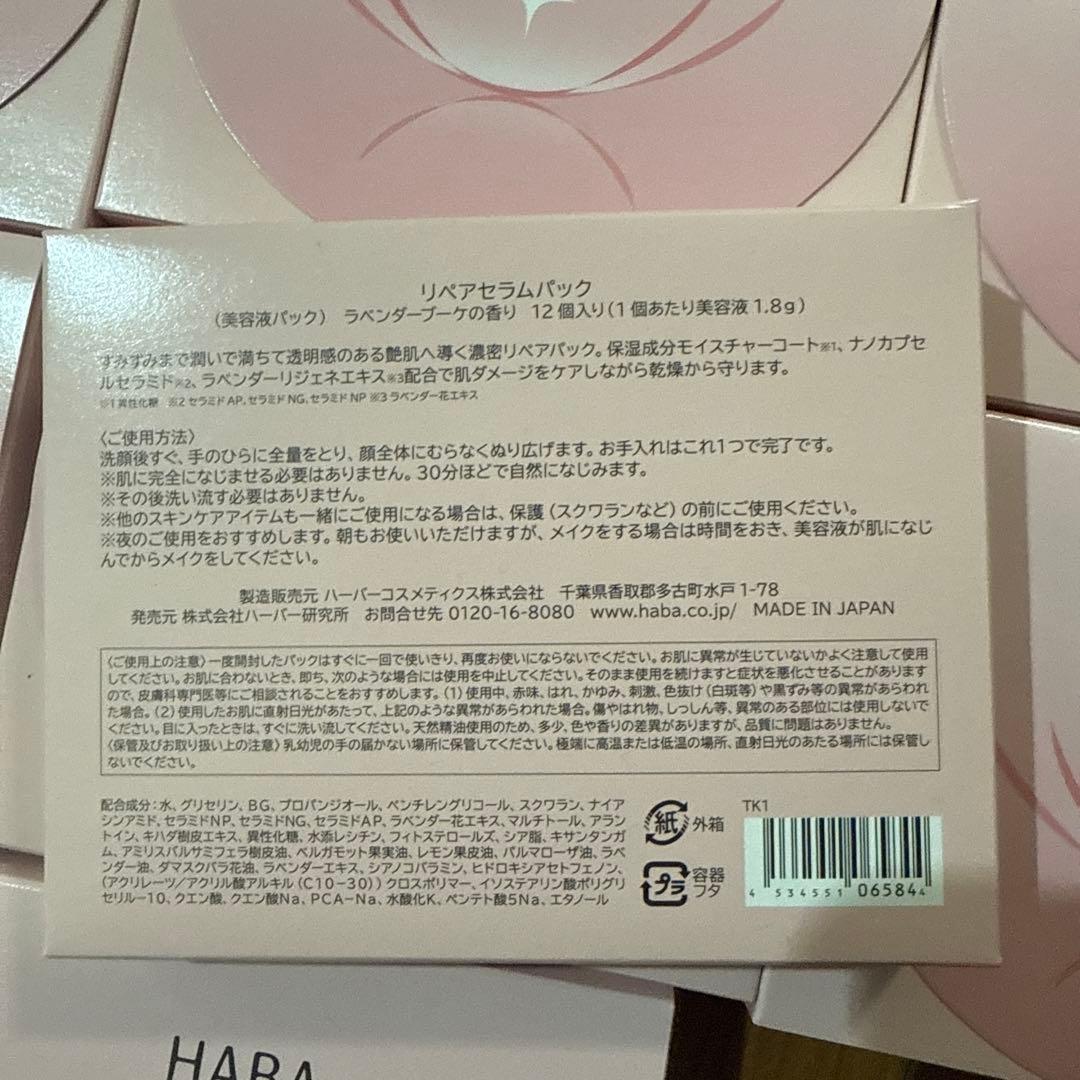 リペアセラムパック
(美容液パック) ラベンダーブーケの香り 12個入り(1個あたり美容液1.8g)
すみずみまで潤いで満ちて透明感のある艶肌へ導く濃密リペアパック。保湿成分モイスチャーコート※1、ナノカプセ
ルセラミド※2、ラベンダーリジェネエキス※3配合で肌ダメージをケアしながら乾燥から守ります。
※1 異性化糖 ※2 セラミドAP、セラミドNG、セラミドNP ※3 ラベンダー花エキス
〈ご使用方法〉
洗顔後すぐ、手のひらに全量をとり、顔全体にむらなくぬり広げます。お手入れはこれ1つで完了です。
※肌に完全になじませる必要はありません。30分ほどで自然になじみます。
※その後洗い流す必要はありません。
※他のスキンケアアイテムも一緒にご使用になる場合は、保護(スクワランなど)の前にご使用ください。
※夜のご使用をおすすめします。朝もお使いいただけますが、メイクをする場合は時間をおき、美容液が肌になじ
んでからメイクをしてください。
製造販売元 ハーバーコスメティクス株式会社 千葉県香取郡多古町水戸1-78
発売元 株式会社ハーバー研究所 お問合せ先 0120-16-8080 www.haba.co.jp/ MADE IN JAPAN
〈ご使用上の注意〉一度開封したパックはすぐに一回で使いきり、再度お使いにならないでください。お肌に異常が生じていないかよく注意して使用
してください。お肌に合わないとき、即ち、次のような場合には使用を中止してください。そのまま使用を続けますと症状を悪化させることがあります
ので、皮膚科専門医等にご相談されることをおすすめします。(1)使用中、赤味、はれ、かゆみ、刺激、色抜け(白斑等)や黒ずみ等の異常があらわれ
た場合。(2)使用したお肌に直射日光があたって、上記のような異常があらわれた場合。傷やはれ物、しっしん等、異常のある部位には使用しないで
ください。目に入ったときは、すぐに洗い流してください。天然精油使用のため、多少、色や香りの差異がありますが、品質に問題はありません。
〈保管及びお取り扱い上の注意〉乳幼児の手の届かない場所に保管してください。極端に高温または低温の場所、直射日光のあたる場所には保管し
ないでください。
配合成分:水、グリセリン、BG、プロパンジオール、ペンチレングリコール、スクワラン、ナイア
シンアミド、セラミドNP、セラミドNG、セラミドAP、ラベンダー花エキス、マルチトール、アラン
トイン、キハダ樹皮エキス、異性化糖、水添レシチン、フィトステロールズ、シア脂、キサンタンガ
ム、アミリスバルサミフェラ樹皮油、ベルガモット果実油、レモン果皮油、パルマローザ油、ラベ
ンダー油、ダマスクバラ花油、ラベンダーエキス、シアノコバラミン、ヒドロキシアセトフェノン、
(アクリレーツ/アクリル酸アルキル(C10-30))クロスポリマー、イソステアリン酸ポリグリ
セリル-10、クエン酸、クエン酸Na、PCA-Na、水酸化K、ペンテト酸5Na、エタノール
紙 外箱
プラ 容器
フタ
TK1
4 534551 065844
HABA